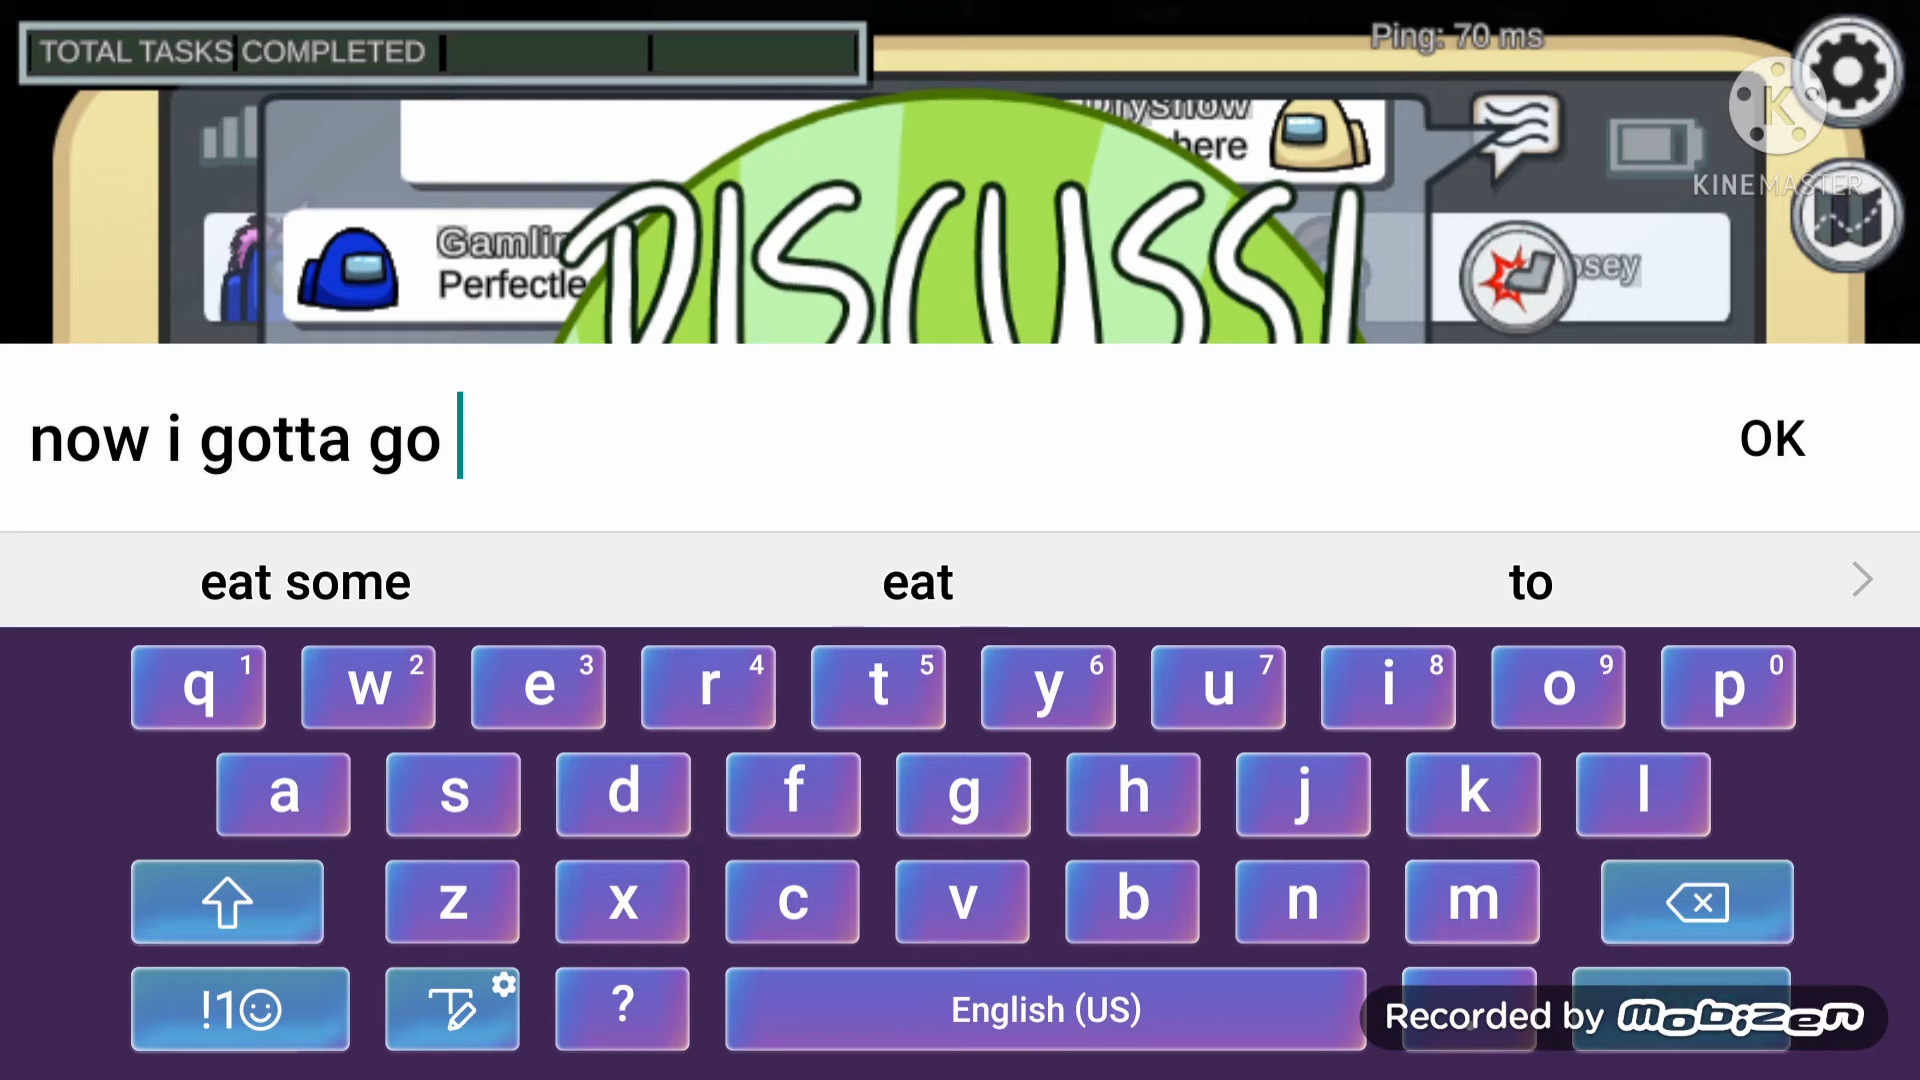 TOTAL TASKS COMPLETED
Ping: 70 ms
KINEMASTER
here
Perfectle
DISCUSS!
now i gotta go
OK
eat some
eat
to
q 1 w 2 e 3 r 4 t 5 y 6 u 7 i 8 o 9 p 0
a s d f g h j k l
z x c v b n m
!1☺ ? English (US)
Recorded by mobizen